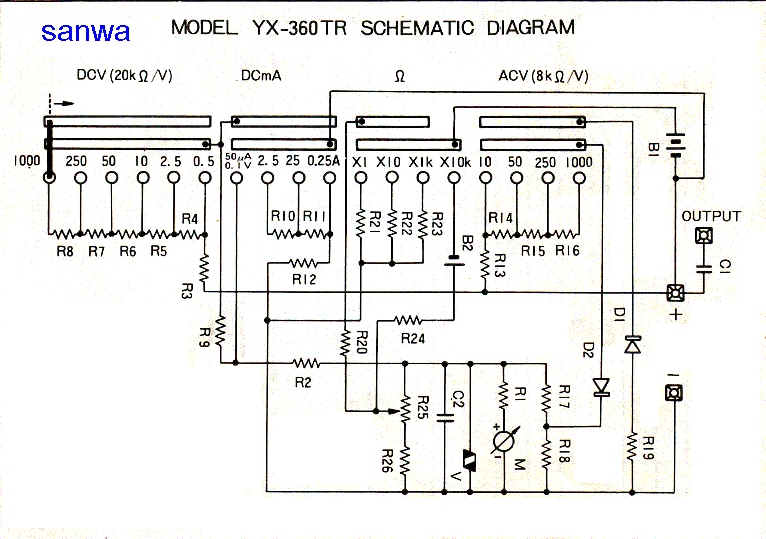 sanwa MODEL YX-360TR SCHEMATIC DIAGRAM
DCV (20kΩ/V) DCmA Ω ACV (8kΩ/V)
1000 250 50 10 2.5 0.5 50μA 0.1V 2.5 25 0.25A X1 X10 X1k X10k 10 50 250 1000
B1
OUTPUT
R8 R7 R6 R5 R4 R10 R11 R21 R22 R23 B2 R14 R15 R16
R3 R12 R13 C1
+
R9 R20 R24 D1
R2 D2
-
R25 C2 R1 R17
+
-
M
R26 V R18 R19